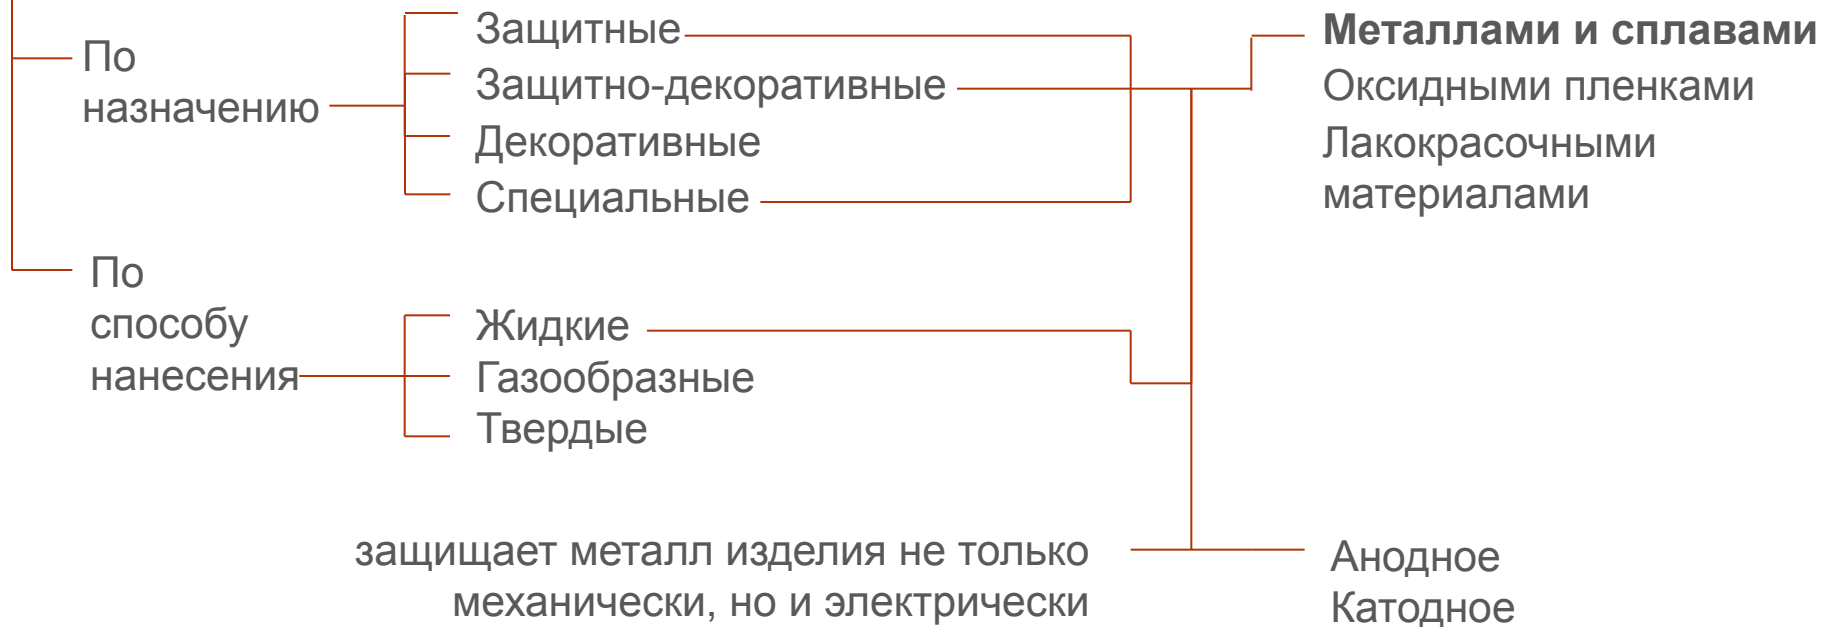 По
назначению
Защитные
Защитно-декоративные
Декоративные
Специальные
Металлами и сплавами
Оксидными пленками
Лакокрасочными
материалами
По
способу
нанесения
Жидкие
Газообразные
Твердые
защищает металл изделия не только
механически, но и электрически
Анодное
Катодное